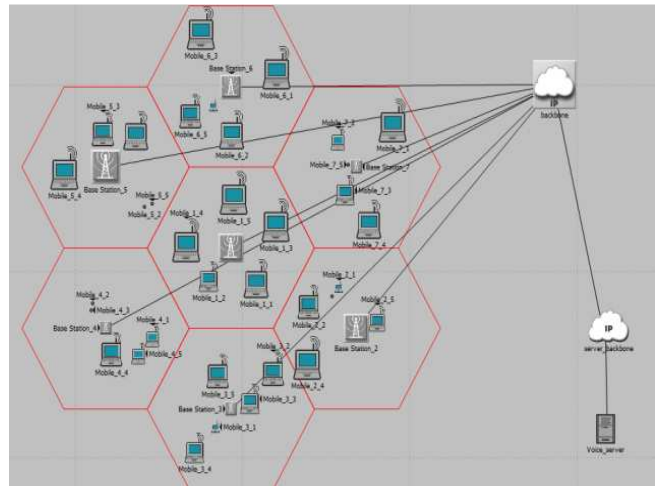 Mobile_6_3
Base Station_6
Mobile_6_1
IP
backbone
Mobile_5_3
Mobile_6_5
Mobile_7_2
Mobile_6_2
Mobile_7_1
Mobile_7_5
Base Station_7
Base Station_5
Mobile_5_4
Mobile_7_3
Mobile_5_5
Mobile_5_2
Mobile_1_4
Mobile_1_5
Mobile_1_3
Mobile_7_4
Mobile_2_1
Mobile_4_2
Mobile_1_2
Mobile_1_1
Mobile_2_5
Mobile_4_3
Mobile_4_1
Mobile_2_2
Base Station_4
IP
Base Station_2
server_backbone
Mobile_4_5
Mobile_4_4
Mobile_2_4
Mobile_3_5
Mobile_3_3
Base Station_3
Mobile_3_1
Voice_server
Mobile_3_4